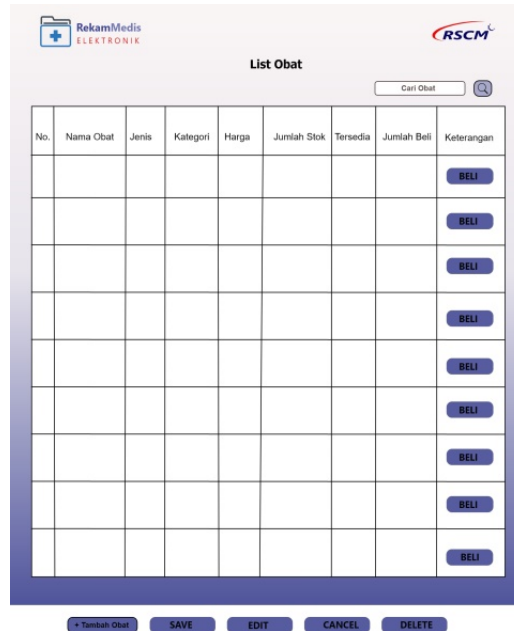 RekamMedis
ELEKTRONIK
RSCM
List Obat
Cari Obat
No. Nama Obat Jenis Kategori Harga Jumlah Stok Tersedia Jumlah Beli Keterangan
BELI
BELI
BELI
BELI
BELI
BELI
BELI
BELI
BELI
+ Tambah Obat SAVE EDIT CANCEL DELETE